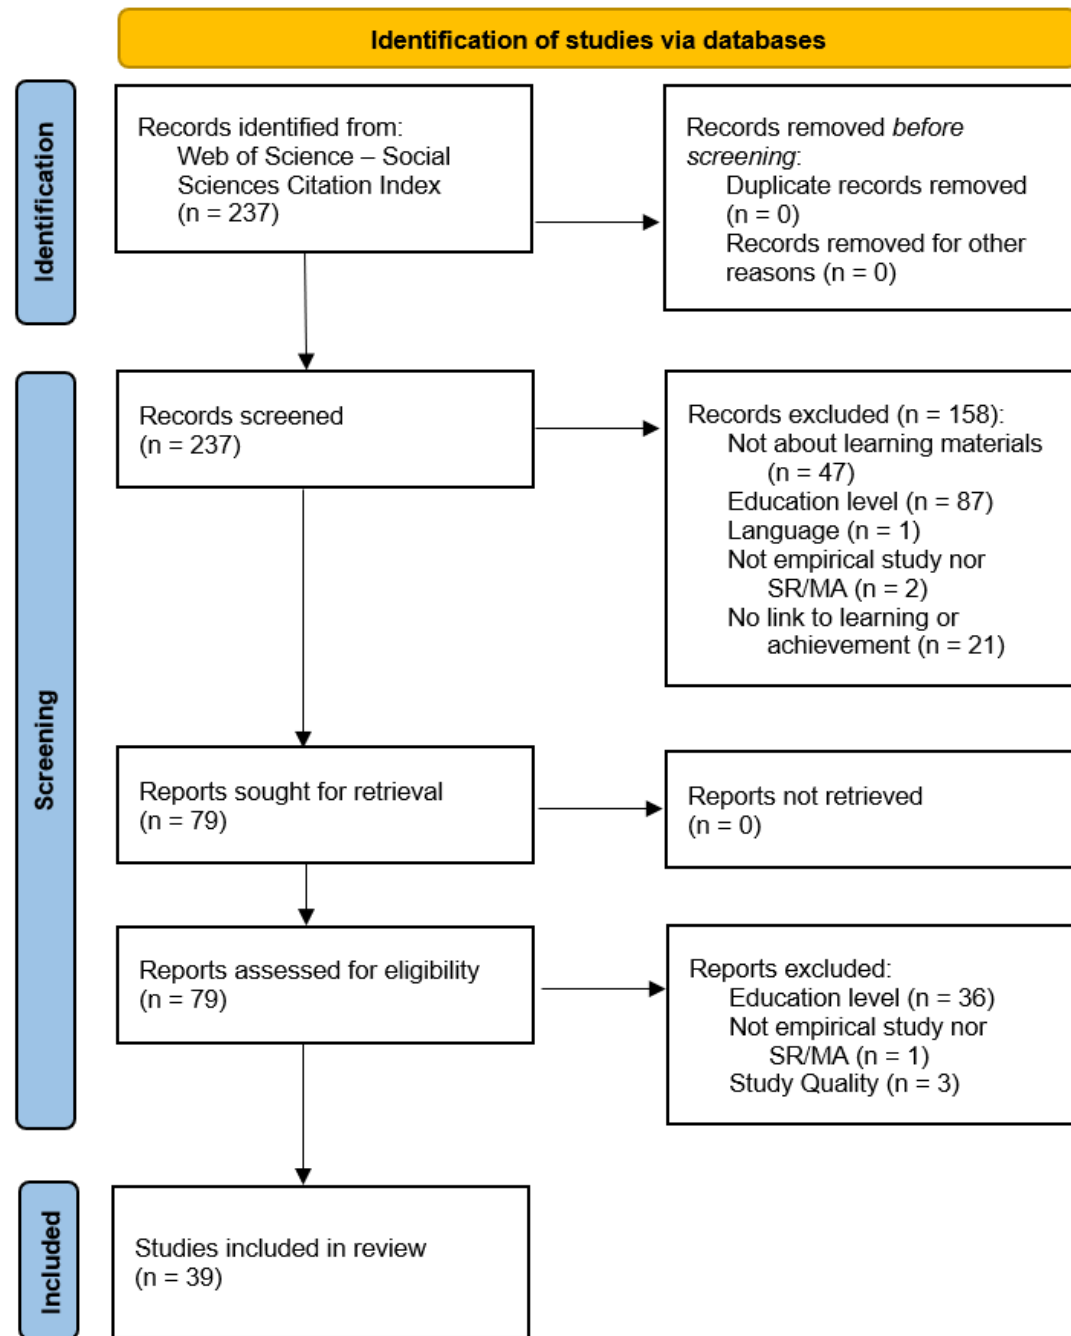 Identification of studies via databases
Identification
Records identified from:
Web of Science – Social
Sciences Citation Index
(n = 237)
Records removed before
screening:
Duplicate records removed
(n = 0)
Records removed for other
reasons (n = 0)
Screening
Records screened
(n = 237)
Records excluded (n = 158):
Not about learning materials
(n = 47)
Education level (n = 87)
Language (n = 1)
Not empirical study nor
SR/MA (n = 2)
No link to learning or
achievement (n = 21)
Reports sought for retrieval
(n = 79)
Reports not retrieved
(n = 0)
Reports assessed for eligibility
(n = 79)
Reports excluded:
Education level (n = 36)
Not empirical study nor
SR/MA (n = 1)
Study Quality (n = 3)
Included
Studies included in review
(n = 39)